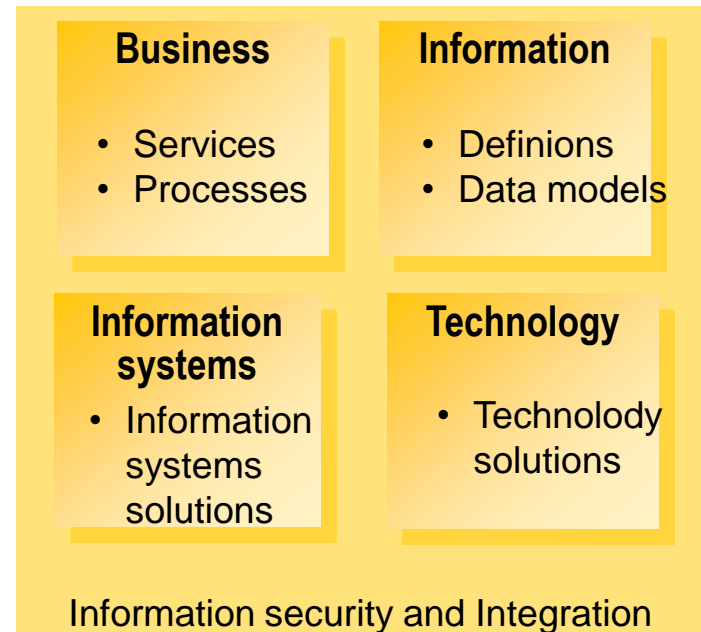 Business
• Services
• Processes
Information
• Definions
• Data models
Information
systems
• Information
systems
solutions
Technology
• Technolody
solutions
Information security and Integration